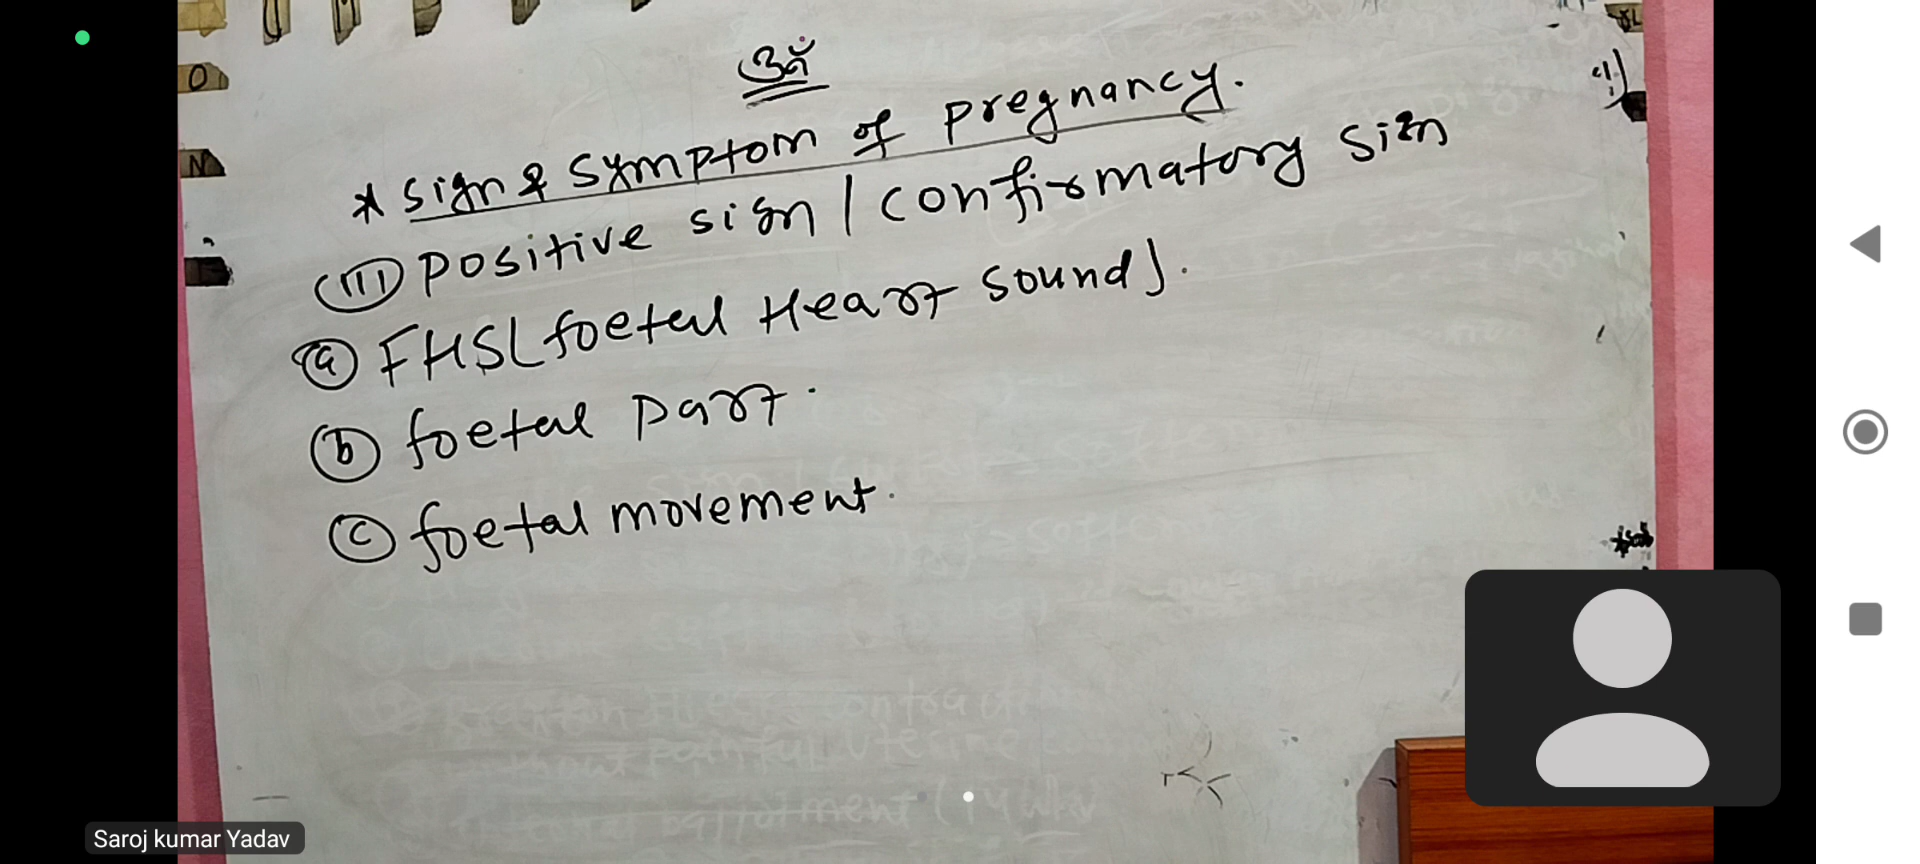 ॐ
* Sign & Symptom of Pregnancy.
(III) Positive sign / confirmatory sign
(a) FHS [foetal Heart Sound].
(b) foetal Part.
(c) foetal movement.
Saroj kumar Yadav